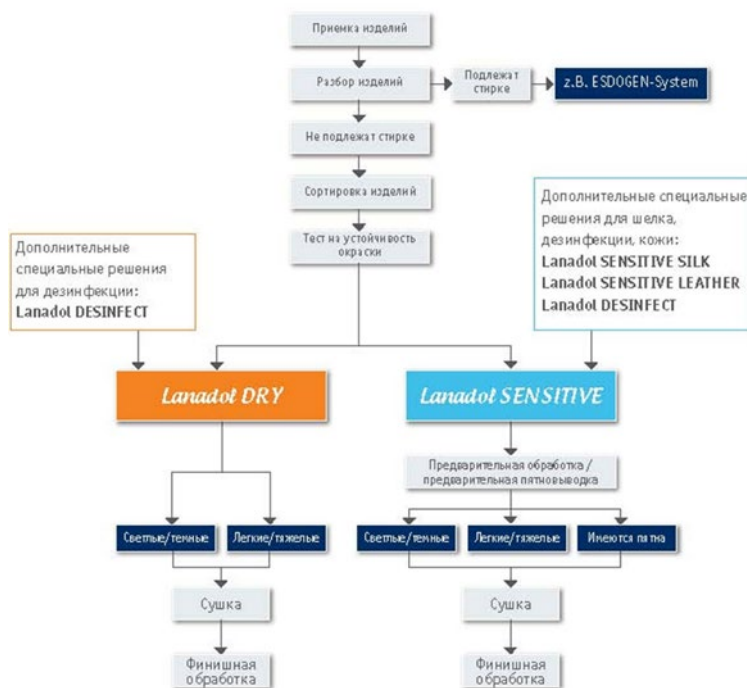 Приемка изделий
Разбор изделий
Подлежат
стирке
z.B. ESDOGEN-System
Не подлежат стирке
Сортировка изделий
Тест на устойчивость
окраски
Дополнительные
специальные решения
для дезинфекции:
Lanadol DESINFECT
Дополнительные специальные
решения для шелка,
дезинфекции, кожи:
Lanadol SENSITIVE SILK
Lanadol SENSITIVE LEATHER
Lanadol DESINFECT
Lanadol DRY
Lanadol SENSITIVE
Предварительная обработка /
предварительная пятновыводка
Светлые/темные
Легкие/тяжелые
Светлые/темные
Легкие/тяжелые
Имеются пятна
Сушка
Сушка
Финишная
обработка
Финишная
обработка